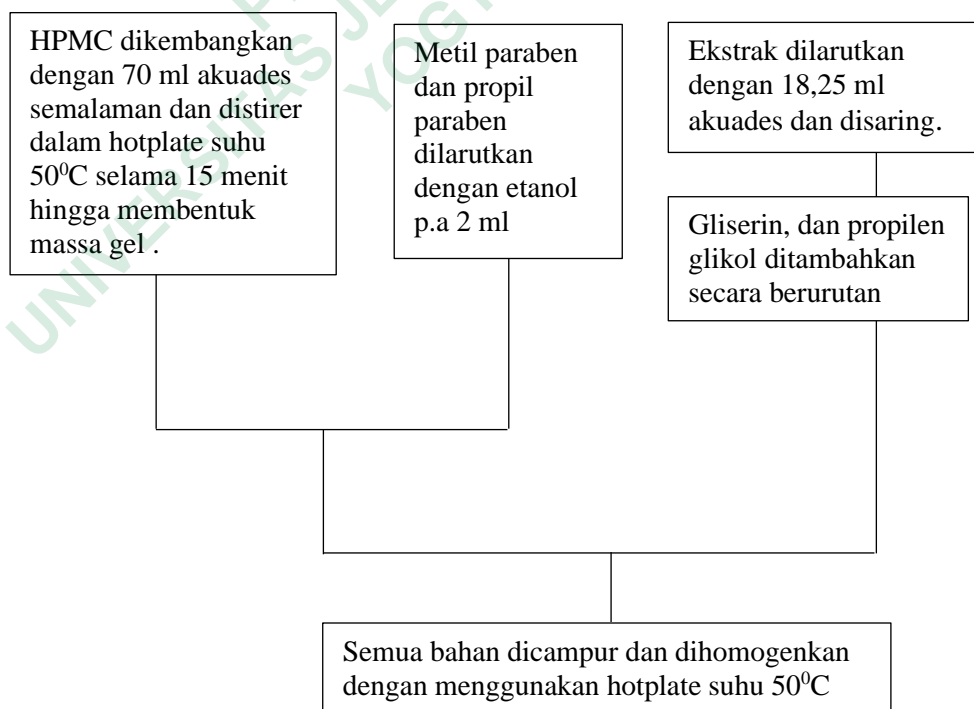 HPMC dikembangkan
dengan 70 ml akuades
semalaman dan distirer
dalam hotplate suhu
50⁰C selama 15 menit
hingga membentuk
massa gel .
Metil paraben
dan propil
paraben
dilarutkan
dengan etanol
p.a 2 ml
Ekstrak dilarutkan
dengan 18,25 ml
akuades dan disaring.
Gliserin, dan propilen
glikol ditambahkan
secara berurutan
Semua bahan dicampur dan dihomogenkan
dengan menggunakan hotplate suhu 50⁰C
UNIVERSITAS